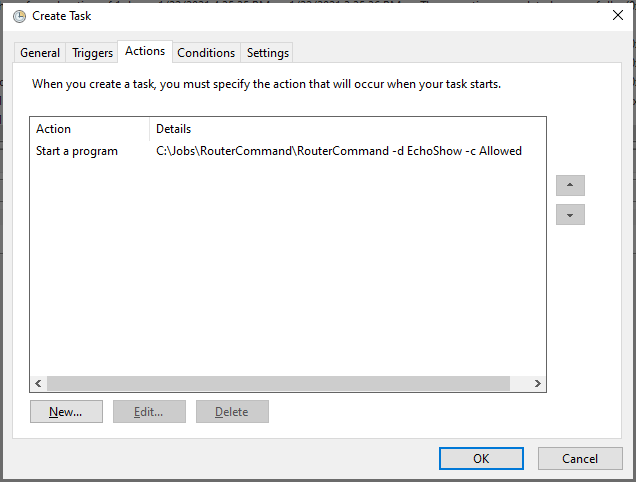 Create Task
General Triggers Actions Conditions Settings
When you create a task, you must specify the action that will occur when your task starts.
Action Details
Start a program C:\Jobs\RouterCommand\RouterCommand -d EchoShow -c Allowed
New... Edit... Delete
OK Cancel